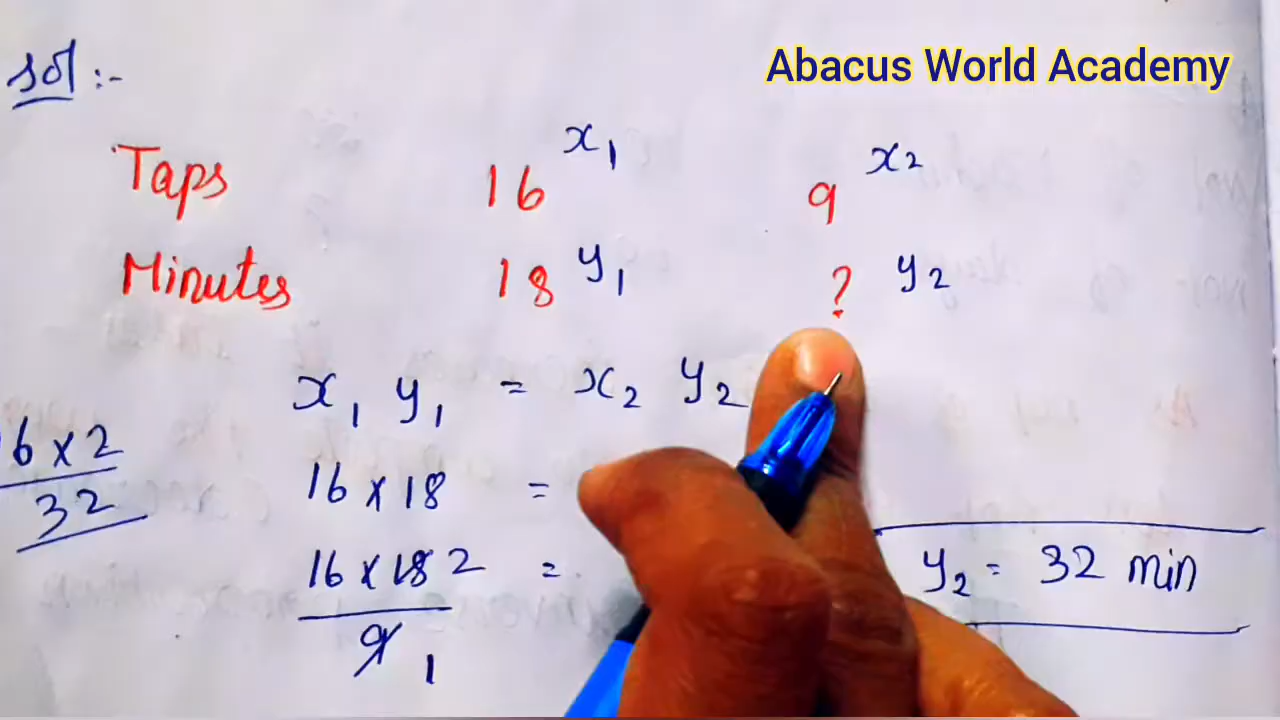 Abacus World Academy
Sol :-
Taps 16 x1 9 x2
Minutes 18 y1 ? y2
x1 y1 = x2 y2
16 x 18 =
16 x 18 2 =
9 1
6 x 2
32
y2 = 32 min